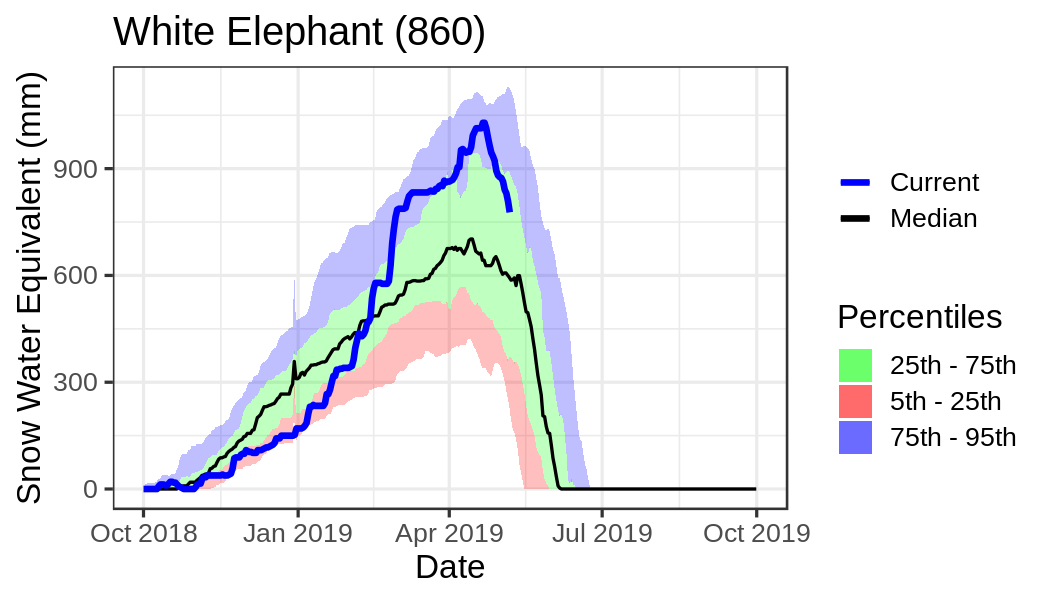 White Elephant (860)
Snow Water Equivalent (mm)
900
600
300
0
Oct 2018
Jan 2019
Apr 2019
Jul 2019
Oct 2019
Date
Current
Median
Percentiles
25th - 75th
5th - 25th
75th - 95th